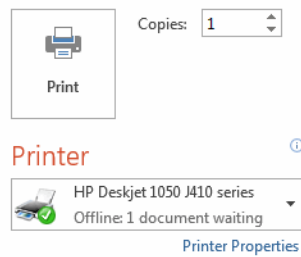 Copies: 1
Print
Printer
HP Deskjet 1050 J410 series
Offline: 1 document waiting
Printer Properties